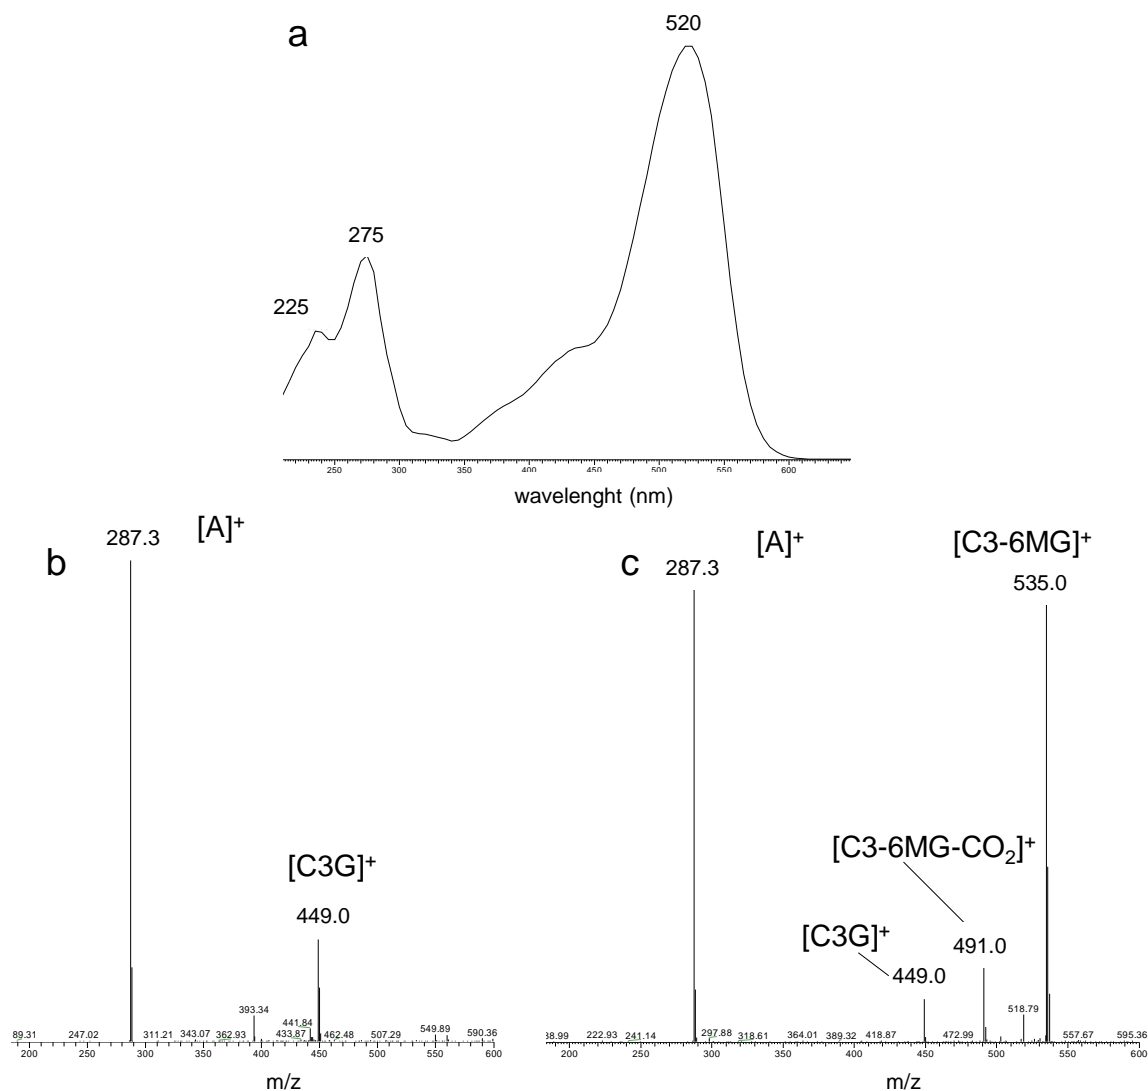 a
520
275
225
250 300 350 400 450 500 550 600
wavelenght (nm)
b
287.3
[A]+
[C3G]+
449.0
393.34
441.84
89.31 247.02 311.21 343.07 362.93 433.87 462.48 507.29 549.89 590.36
200 250 300 350 400 450 500 550 600
m/z
c
287.3
[A]+
[C3-6MG]+
535.0
[C3-6MG-CO2]+
491.0
[C3G]+
449.0
518.79
38.99 222.93 241.14 297.88 318.61 364.01 389.32 418.87 472.99 557.67 595.36
200 250 300 350 400 450 500 550 600
m/z